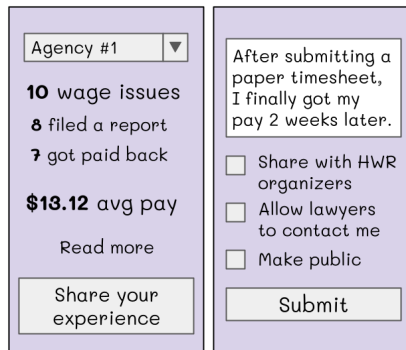 Agency #1
10 wage issues
8 filed a report
7 got paid back
$13.12 avg pay
Read more
Share your
experience
After submitting a
paper timesheet,
I finally got my
pay 2 weeks later.
Share with HWR
organizers
Allow lawyers
to contact me
Make public
Submit